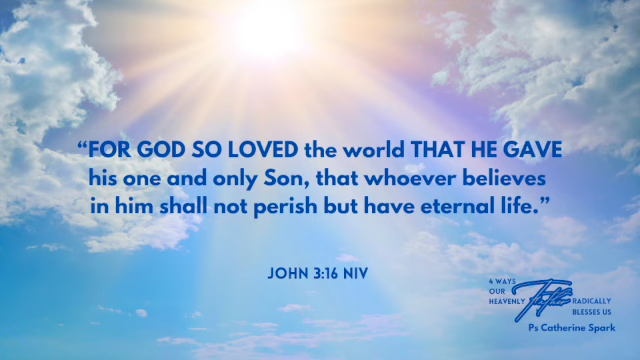 “FOR GOD SO LOVED the world THAT HE GAVE
his one and only Son, that whoever believes
in him shall not perish but have eternal life.”
JOHN 3:16 NIV
4 WAYS
OUR
HEAVENLY Father RADICALLY
BLESSES US
Ps Catherine Spark